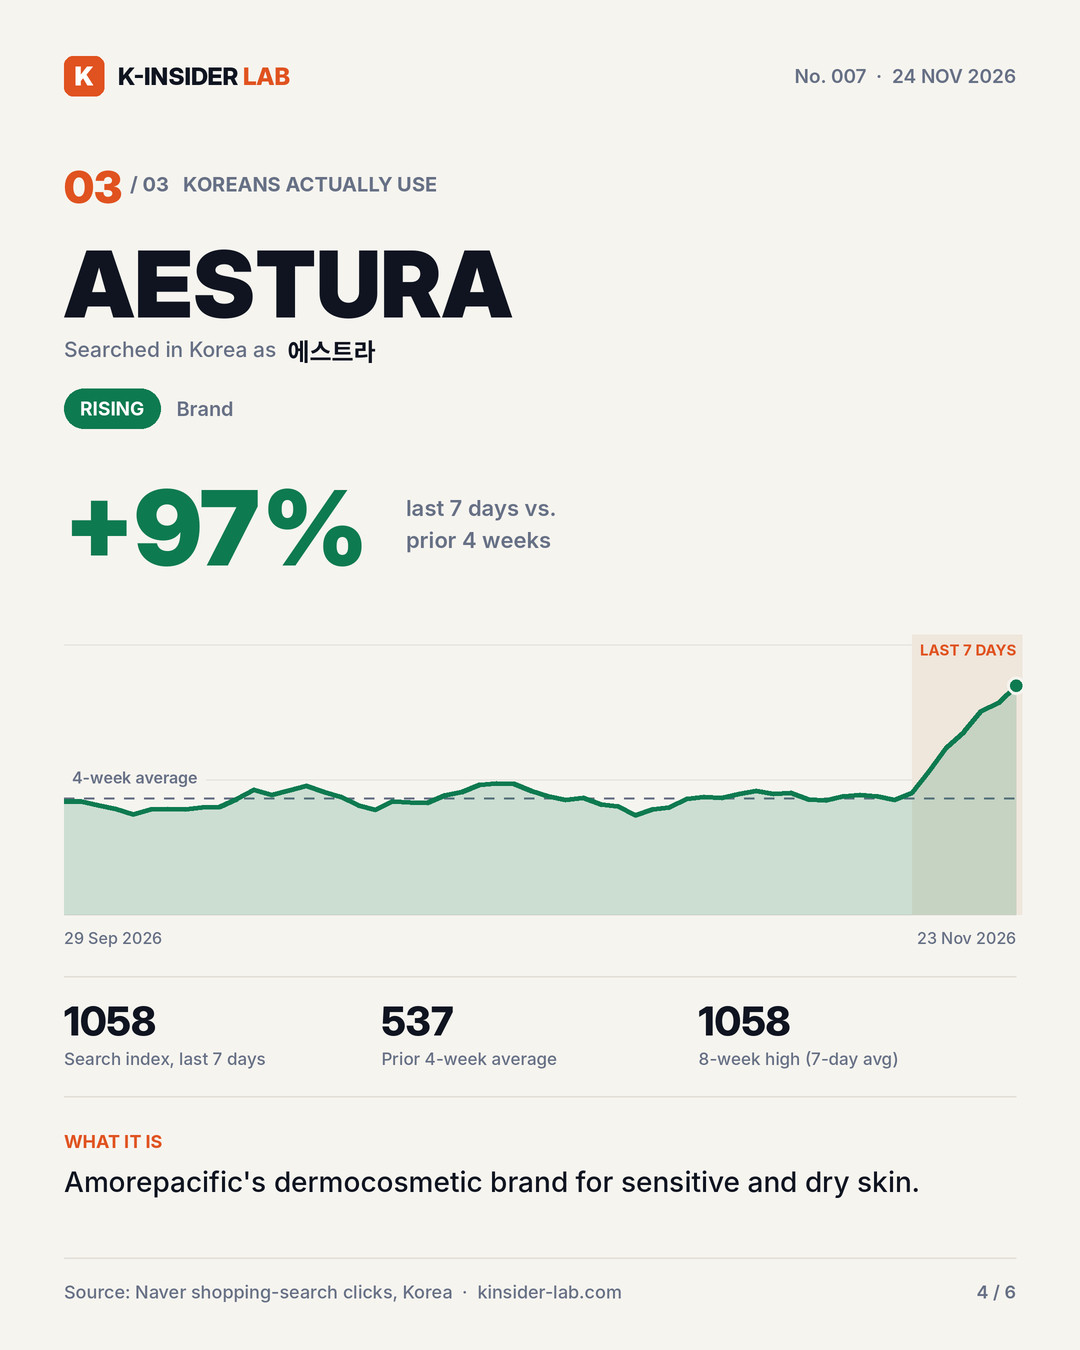 K
K-INSIDER LAB
No. 007 · 24 NOV 2026
03 / 03 KOREANS ACTUALLY USE
AESTURA
Searched in Korea as 에스트라
RISING Brand
+97%
last 7 days vs.
prior 4 weeks
LAST 7 DAYS
4-week average
29 Sep 2026
23 Nov 2026
1058
Search index, last 7 days
537
Prior 4-week average
1058
8-week high (7-day avg)
WHAT IT IS
Amorepacific's dermocosmetic brand for sensitive and dry skin.
Source: Naver shopping-search clicks, Korea · kinsider-lab.com
4 / 6